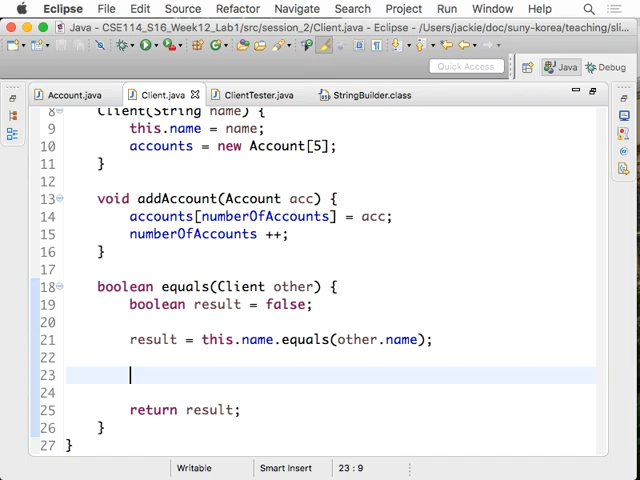 Eclipse File Edit Source Refactor Navigate Search Project Run Window Help
Java - CSE114_S16_Week12_Lab1/src/session_2/Client.java - Eclipse - /Users/jackie/doc/suny-korea/teaching/sli...
Quick Access
Java
Debug
Account.java
Client.java
ClientTester.java
StringBuilder.class
8 Client(String name) {
9 this.name = name;
10 accounts = new Account[5];
11 }
12
13 void addAccount(Account acc) {
14 accounts[numberOfAccounts] = acc;
15 numberOfAccounts ++;
16 }
17
18 boolean equals(Client other) {
19 boolean result = false;
20
21 result = this.name.equals(other.name);
22
23
24
25 return result;
26 }
27 }
Writable
Smart Insert
23 : 9